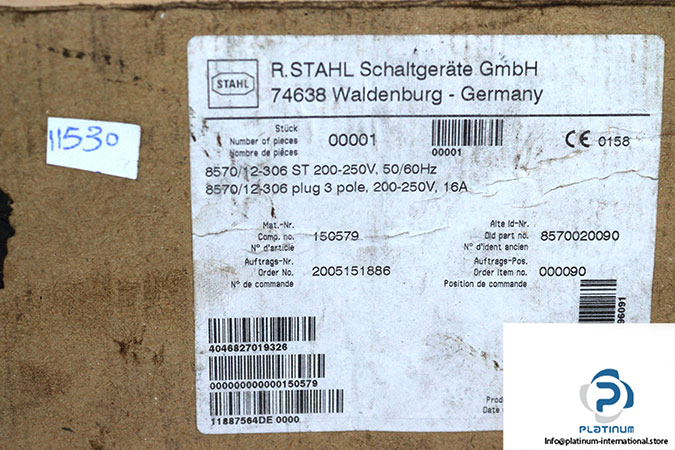 STAHL
R.STAHL Schaltgeräte GmbH
74638 Waldenburg - Germany
11530
Stück
Number of pieces
Nombre de piéces
00001
00001
CE 0158
8570/12-306 ST 200-250V, 50/60Hz
8570/12-306 plug 3 pole, 200-250V, 16A
Mat.-Nr.
Comp. no.
N° d'article
150579
Alte Id-Nr.
Old part no.
N° d'ident ancien
8570020090
Auftrags-Nr.
Order No.
N° de commande
2005151886
Auftrags-Pos.
Order item no.
Position de commande
000090
96091
4046827019326
000000000000150579
11887564DE 0000
Date
PLATINUM
Info@platinum-international.store